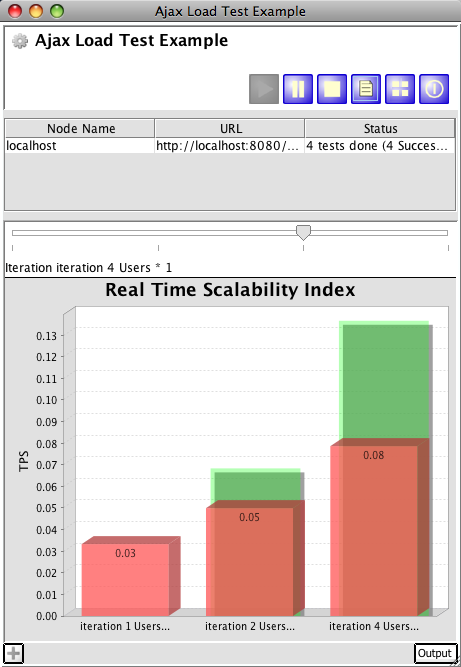 Ajax Load Test Example
Ajax Load Test Example
Node Name URL Status
localhost http://localhost:8080/... 4 tests done (4 Succes...
Iteration iteration 4 Users * 1
Real Time Scalability Index
0.13
0.12
0.11
0.10
0.09
0.08
0.07
0.06
0.05
0.04
0.03
0.02
0.01
0.00
TPS
0.03
0.05
0.08
iteration 1 Users... iteration 2 Users... iteration 4 Users...
Output